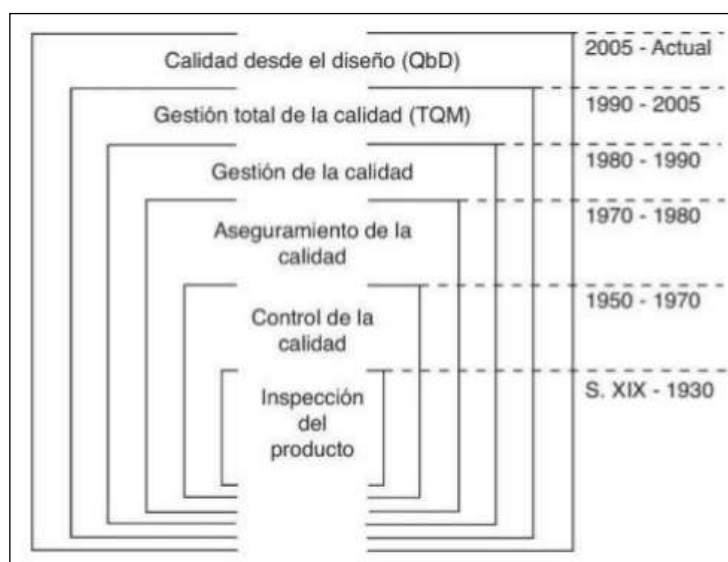 Calidad desde el diseño (QbD)
2005 - Actual
Gestión total de la calidad (TQM)
1990 - 2005
Gestión de la calidad
1980 - 1990
Aseguramiento de la
calidad
1970 - 1980
Control de la
calidad
1950 - 1970
Inspección
del
producto
S. XIX - 1930